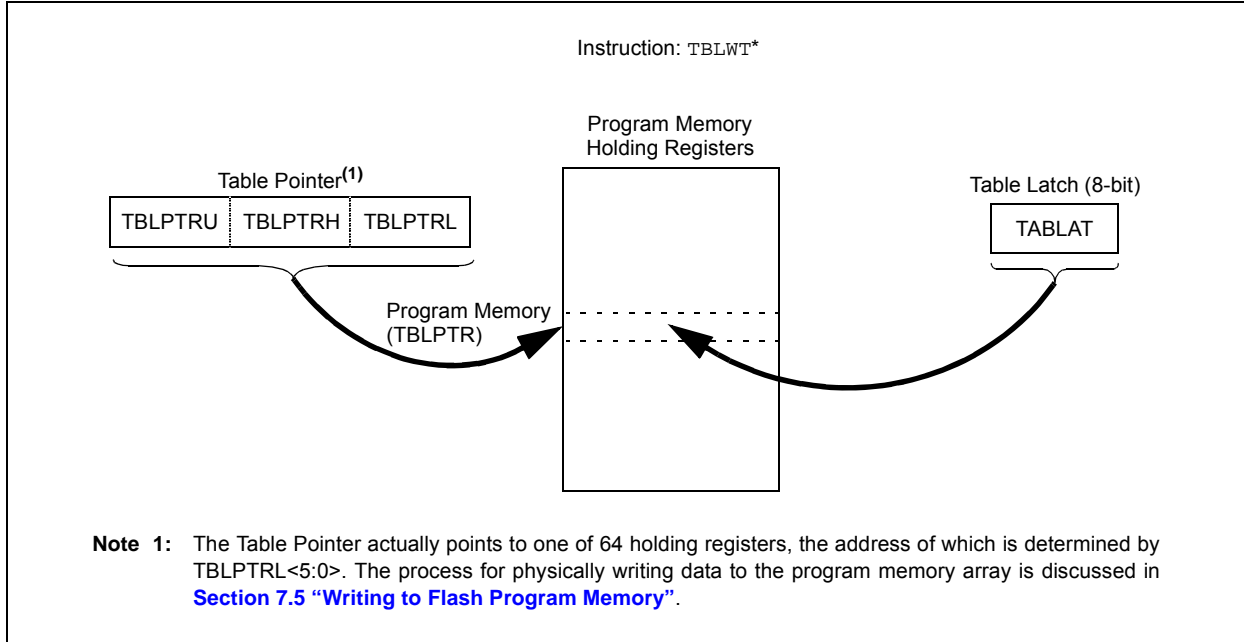 Instruction: TBLWT*
Program Memory
Holding Registers
Table Pointer(1)
Table Latch (8-bit)
TBLPTRU TBLPTRH TBLPTRL
TABLAT
Program Memory
(TBLPTR)
Note 1: The Table Pointer actually points to one of 64 holding registers, the address of which is determined by
TBLPTRL<5:0>. The process for physically writing data to the program memory array is discussed in
Section 7.5 “Writing to Flash Program Memory”.